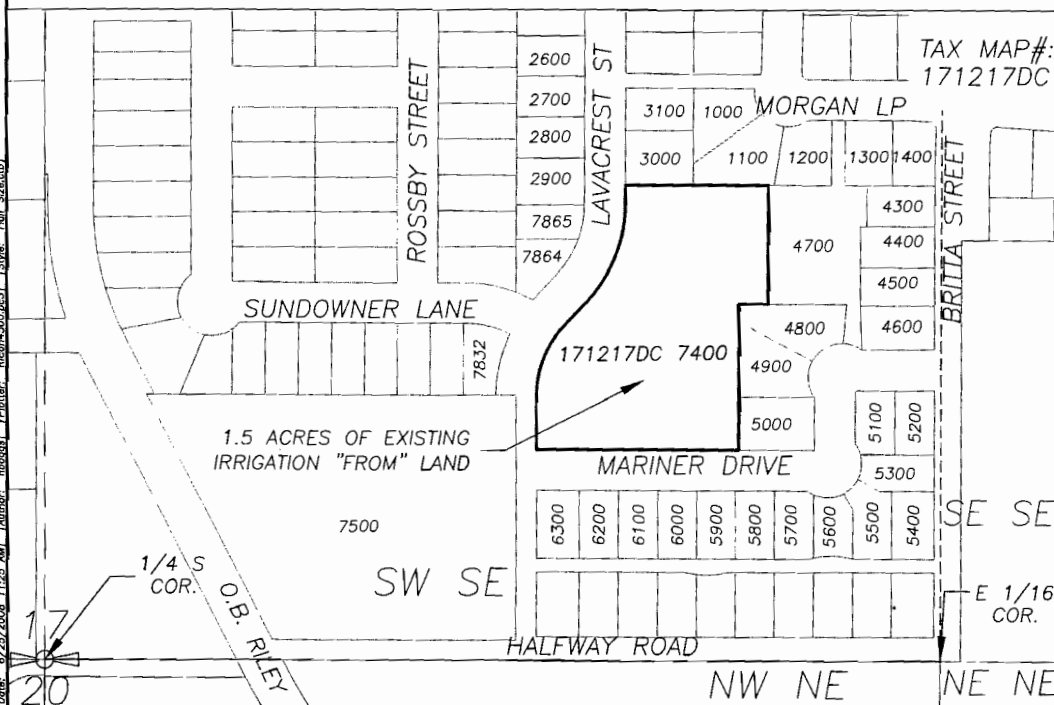 TAX MAP#:
171217DC
2600
2700
2800
2900
7865
7864
ROSSBY STREET
LAVACREST ST
3100
1000
MORGAN LP
3000
1100
1200
1300
1400
BRITTA STREET
4300
4400
4500
4600
4700
4800
4900
5000
SUNDOWNER LANE
7832
171217DC 7400
1.5 ACRES OF EXISTING
IRRIGATION "FROM" LAND
MARINER DRIVE
5100
5200
5300
6300
6200
6100
6000
5900
5800
5700
5600
5500
5400
SE SE
7500
1/4 S
COR.
SW SE
O.B. RILEY
E 1/16
COR.
17
20
HALFWAY ROAD
NW NE
NE NE